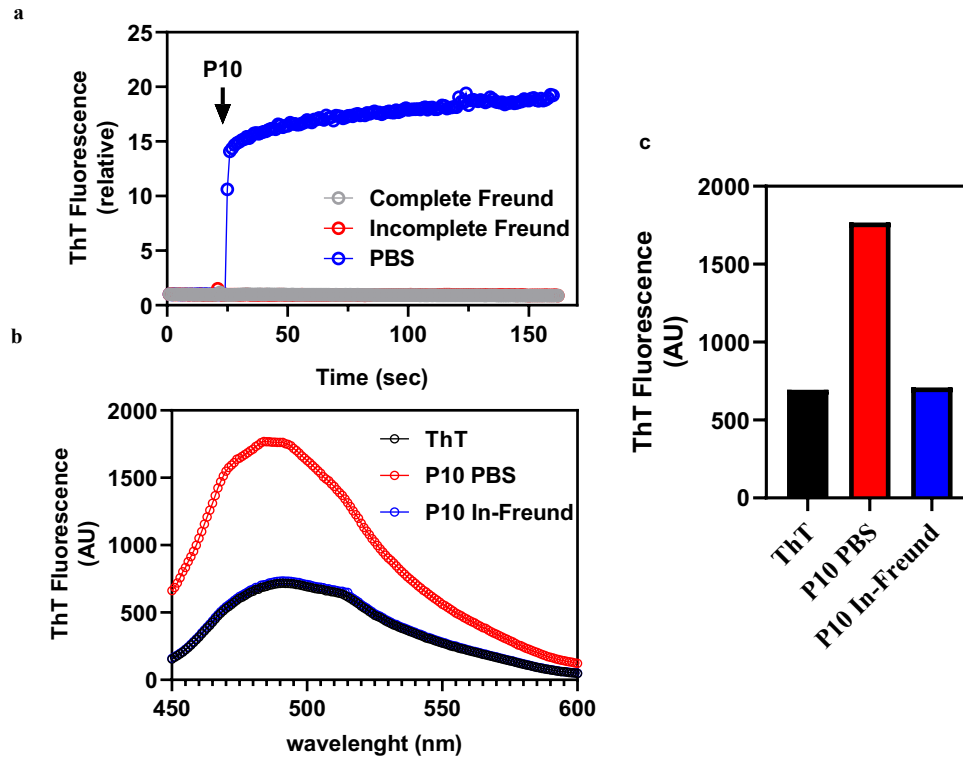 a
25
20
15
10
5
0
ThT Fluorescence
(relative)
P10
Complete Freund
Incomplete Freund
PBS
0
50
100
150
Time (sec)
b
2000
1500
1000
500
0
ThT Fluorescence
(AU)
ThT
P10 PBS
P10 In-Freund
450
500
550
600
wavelenght (nm)
c
2000
1500
1000
500
0
ThT Fluorescence
(AU)
ThT
P10 PBS
P10 In-Freund